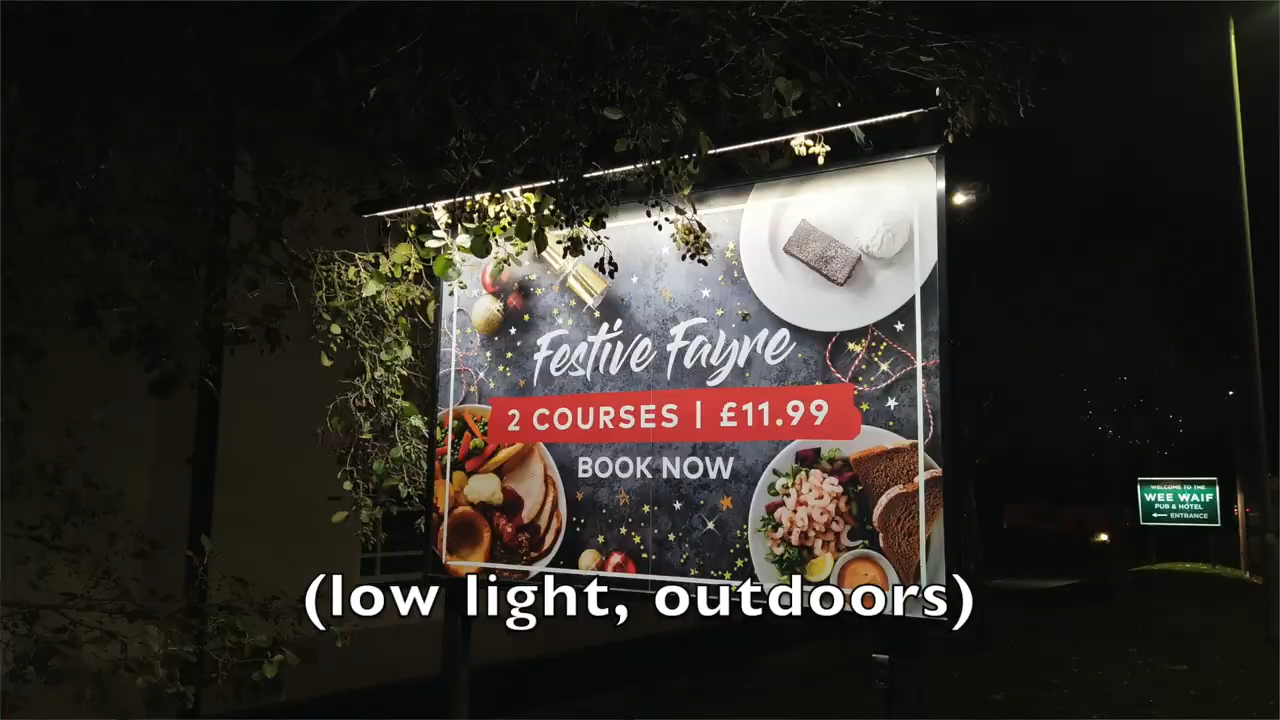 Festive Fayre
2 COURSES | £11.99
BOOK NOW
WELCOME TO THE
WEE WAIF
PUB & HOTEL
← ENTRANCE
(low light, outdoors)